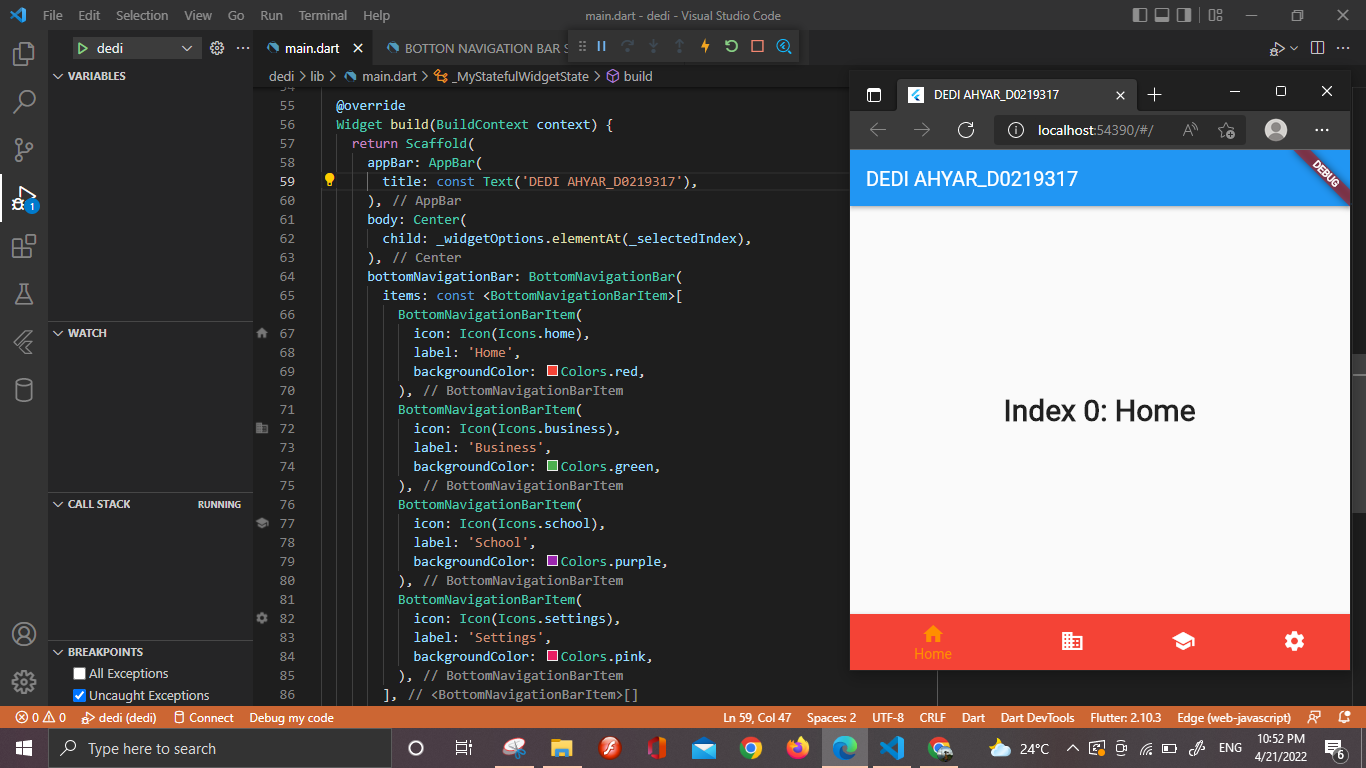 File Edit Selection View Go Run Terminal Help
main.dart - dedi - Visual Studio Code
dedi
main.dart
BOTTON NAVIGATION BAR S
dedi > lib > main.dart > _MyStatefulWidgetState > build
VARIABLES
WATCH
CALL STACK RUNNING
BREAKPOINTS
All Exceptions
Uncaught Exceptions
1
54
55 @override
56 Widget build(BuildContext context) {
57 return Scaffold(
58 appBar: AppBar(
59 title: const Text('DEDI AHYAR_D0219317'),
60 ), // AppBar
61 body: Center(
62 child: _widgetOptions.elementAt(_selectedIndex),
63 ), // Center
64 bottomNavigationBar: BottomNavigationBar(
65 items: const <BottomNavigationBarItem>[
66 BottomNavigationBarItem(
67 icon: Icon(Icons.home),
68 label: 'Home',
69 backgroundColor: Colors.red,
70 ), // BottomNavigationBarItem
71 BottomNavigationBarItem(
72 icon: Icon(Icons.business),
73 label: 'Business',
74 backgroundColor: Colors.green,
75 ), // BottomNavigationBarItem
76 BottomNavigationBarItem(
77 icon: Icon(Icons.school),
78 label: 'School',
79 backgroundColor: Colors.purple,
80 ), // BottomNavigationBarItem
81 BottomNavigationBarItem(
82 icon: Icon(Icons.settings),
83 label: 'Settings',
84 backgroundColor: Colors.pink,
85 ), // BottomNavigationBarItem
86 ], // <BottomNavigationBarItem>[]
DEDI AHYAR_D0219317
localhost:54390/#/
DEDI AHYAR_D0219317
DEBUG
Index 0: Home
Home
0 0 dedi (dedi) Connect Debug my code
Ln 59, Col 47 Spaces: 2 UTF-8 CRLF Dart Dart DevTools Flutter: 2.10.3 Edge (web-javascript)
Type here to search
24°C
ENG
10:52 PM
4/21/2022
6